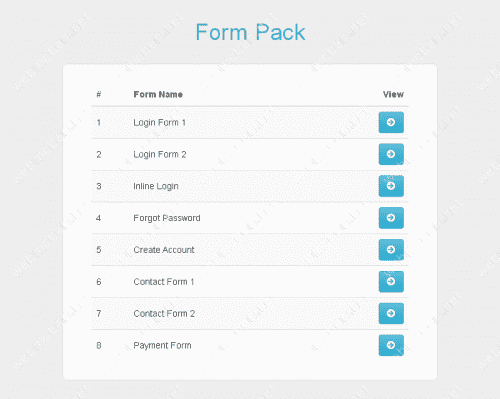 Form Pack
# Form Name View
1 Login Form 1
2 Login Form 2
3 Inline Login
4 Forgot Password
5 Create Account
6 Contact Form 1
7 Contact Form 2
8 Payment Form